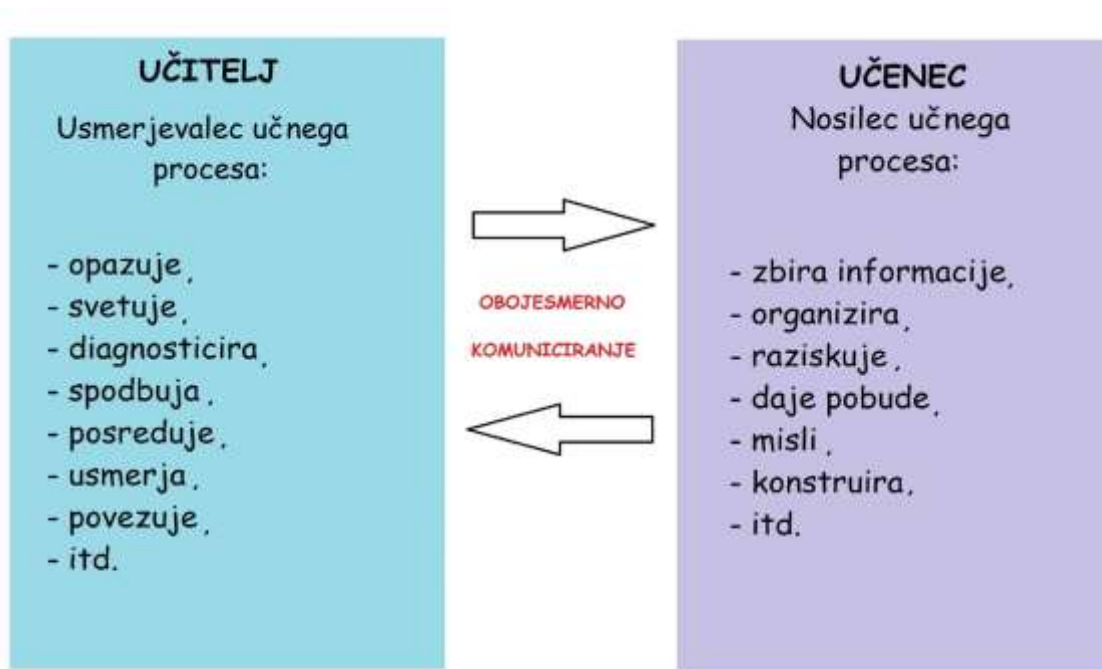 UČITELJ
Usmerjevalec učnega
procesa:
- opazuje,
- svetuje,
- diagnosticira,
- spodbuja,
- posreduje,
- usmerja,
- povezuje,
- itd.
OBOJESMERNO
KOMUNICIRANJE
UČENEC
Nosilec učnega
procesa:
- zbira informacije,
- organizira,
- raziskuje,
- daje pobude,
- misli,
- konstruira,
- itd.